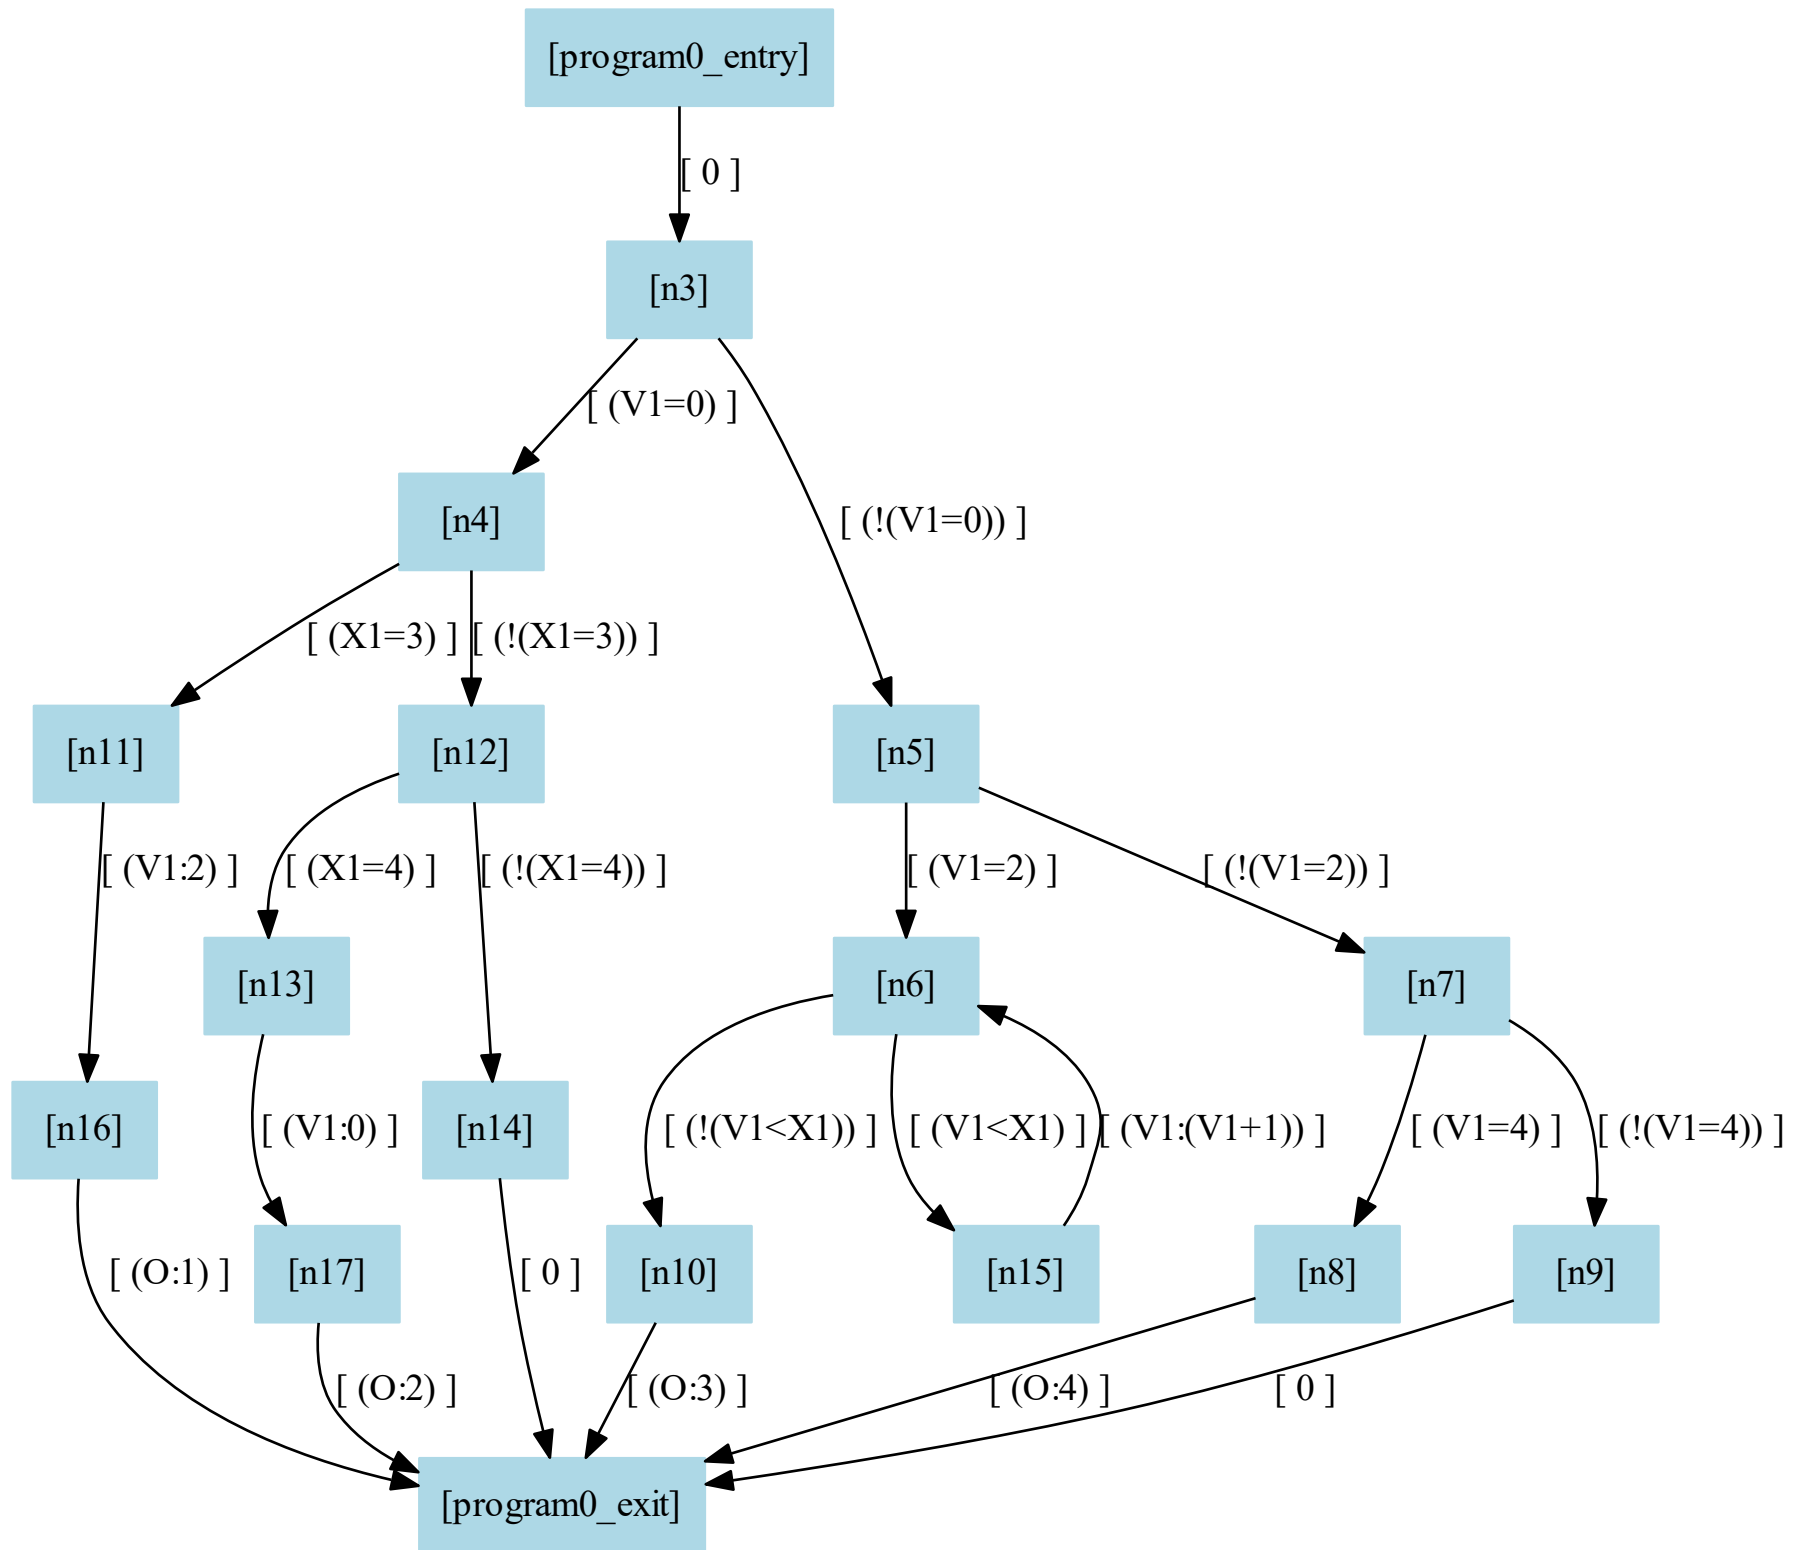 [program0_entry]
[ 0 ]
[n3]
[ (V1=0) ]
[n4]
[ (!(V1=0)) ]
[ (X1=3) ]
[ (!(X1=3)) ]
[n11]
[n12]
[n5]
[ (V1:2) ]
[ (X1=4) ]
[ (!(X1=4)) ]
[ (V1=2) ]
[ (!(V1=2)) ]
[n13]
[n6]
[n7]
[n16]
[ (V1:0) ]
[n14]
[ (!(V1<X1)) ]
[ (V1<X1) ]
[ (V1:(V1+1)) ]
[ (V1=4) ]
[ (!(V1=4)) ]
[ (O:1) ]
[n17]
[ 0 ]
[n10]
[n15]
[n8]
[n9]
[ (O:2) ]
[ (O:3) ]
[ (O:4) ]
[ 0 ]
[program0_exit]